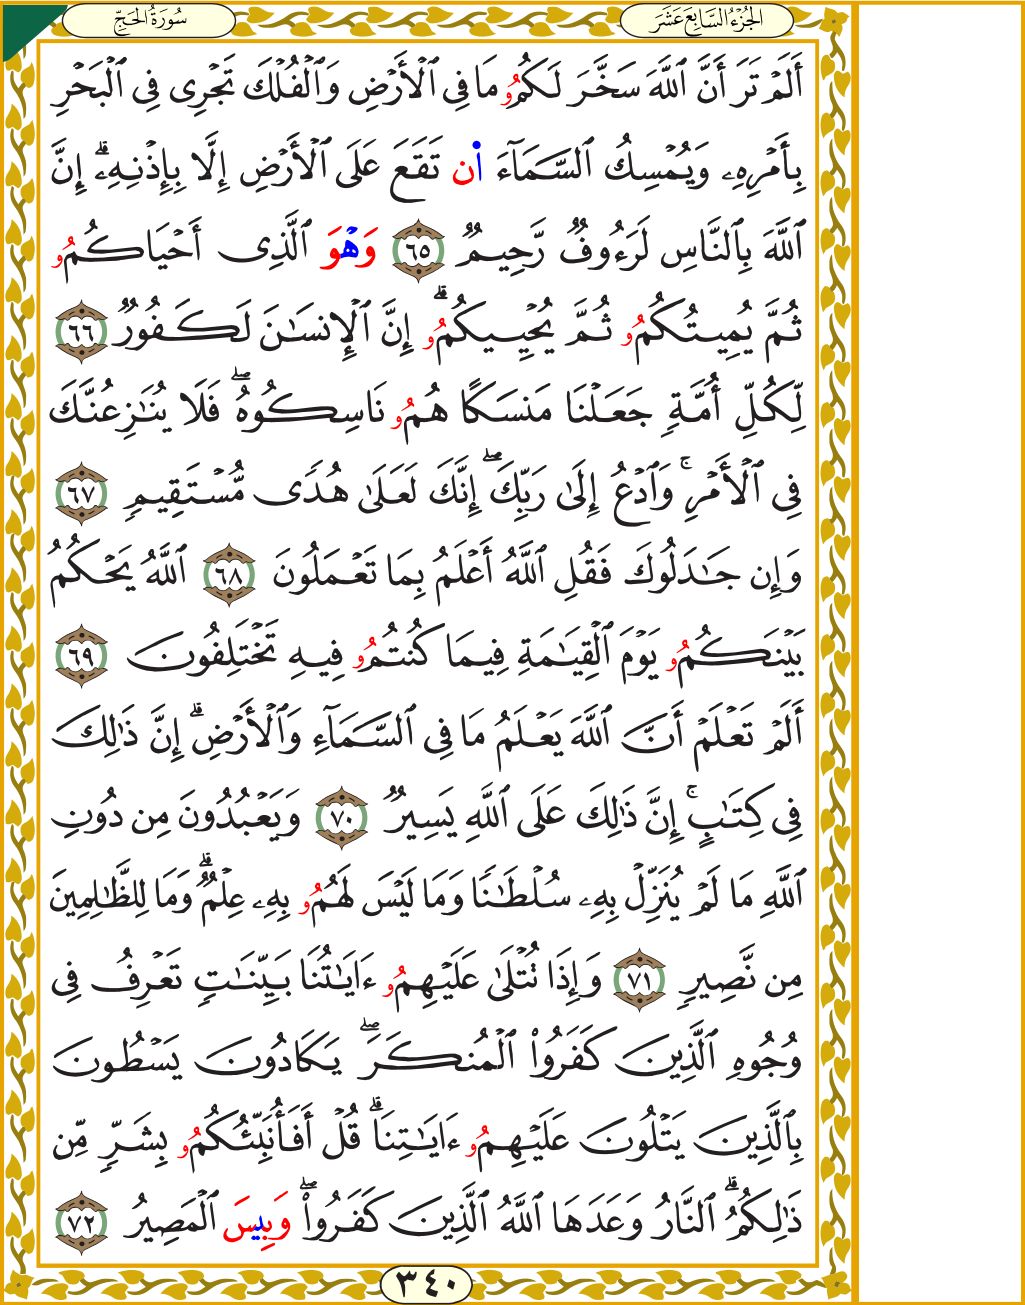 سُورَةُ الحَجِّ
الجُزْءُ السَّابِعَ عَشَرَ
أَلَمۡ تَرَ أَنَّ ٱللَّهَ سَخَّرَ لَكُمُۥ مَا فِي ٱلۡأَرۡضِ وَٱلۡفُلۡكَ تَجۡرِي فِي ٱلۡبَحۡرِ
بِأَمۡرِهِۦ وَيُمۡسِكُ ٱلسَّمَآءَ اَ۬ن تَقَعَ عَلَى ٱلۡأَرۡضِ إِلَّا بِإِذۡنِهِۦٓۗ إِنَّ
ٱللَّهَ بِٱلنَّاسِ لَرَءُوفٞ رَّحِيمٞ ٦٥ وَهۡوَ ٱلَّذِي أَحۡيَاكُمُۥ
ثُمَّ يُمِيتُكُمُۥ ثُمَّ يُحۡيِيكُمُۥٓۗ إِنَّ ٱلۡإِنسَٰنَ لَكَفُورٞ ٦٦
لِّكُلِّ أُمَّةٖ جَعَلۡنَا مَنسَكًا هُمُۥ نَاسِكُوهُۖ فَلَا يُنَٰزِعُنَّكَ
فِي ٱلۡأَمۡرِۚ وَٱدۡعُ إِلَىٰ رَبِّكَۖ إِنَّكَ لَعَلَىٰ هُدٗى مُّسۡتَقِيمٖ ٦٧
وَإِن جَٰدَلُوكَ فَقُلِ ٱللَّهُ أَعۡلَمُ بِمَا تَعۡمَلُونَ ٦٨ ٱللَّهُ يَحۡكُمُ
بَيۡنَكُمُۥ يَوۡمَ ٱلۡقِيَٰمَةِ فِيمَا كُنتُمُۥ فِيهِ تَخۡتَلِفُونَ ٦٩
أَلَمۡ تَعۡلَمۡ أَنَّ ٱللَّهَ يَعۡلَمُ مَا فِي ٱلسَّمَآءِ وَٱلۡأَرۡضِۗ إِنَّ ذَٰلِكَ
فِي كِتَٰبٍۚ إِنَّ ذَٰلِكَ عَلَى ٱللَّهِ يَسِيرٞ ٧٠ وَيَعۡبُدُونَ مِن دُونِ
ٱللَّهِ مَا لَمۡ يُنَزِّلۡ بِهِۦ سُلۡطَٰنٗا وَمَا لَيۡسَ لَهُمُۥ بِهِۦ عِلۡمٞۗ وَمَا لِلظَّٰلِمِينَ
مِن نَّصِيرٖ ٧١ وَإِذَا تُتۡلَىٰ عَلَيۡهِمُۥ ءَايَٰتُنَا بَيِّنَٰتٖ تَعۡرِفُ فِي
وُجُوهِ ٱلَّذِينَ كَفَرُواْ ٱلۡمُنكَرَۖ يَكَادُونَ يَسۡطُونَ
بِٱلَّذِينَ يَتۡلُونَ عَلَيۡهِمُۥ ءَايَٰتِنَاۗ قُلۡ أَفَأُنَبِّئُكُمُۥ بِشَرّٖ مِّن
ذَٰلِكُمُۗ ٱلنَّارُ وَعَدَهَا ٱللَّهُ ٱلَّذِينَ كَفَرُواْۖ وَبِيسَ ٱلۡمَصِيرُ ٧٢
٣٤٠